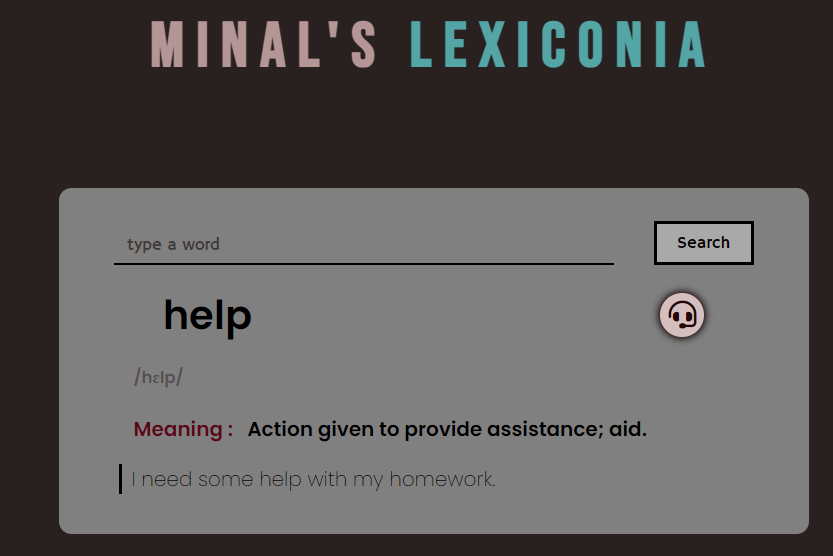 MINAL'S LEXICONIA
type a word
Search
help
/hɛlp/
Meaning : Action given to provide assistance; aid.
I need some help with my homework.